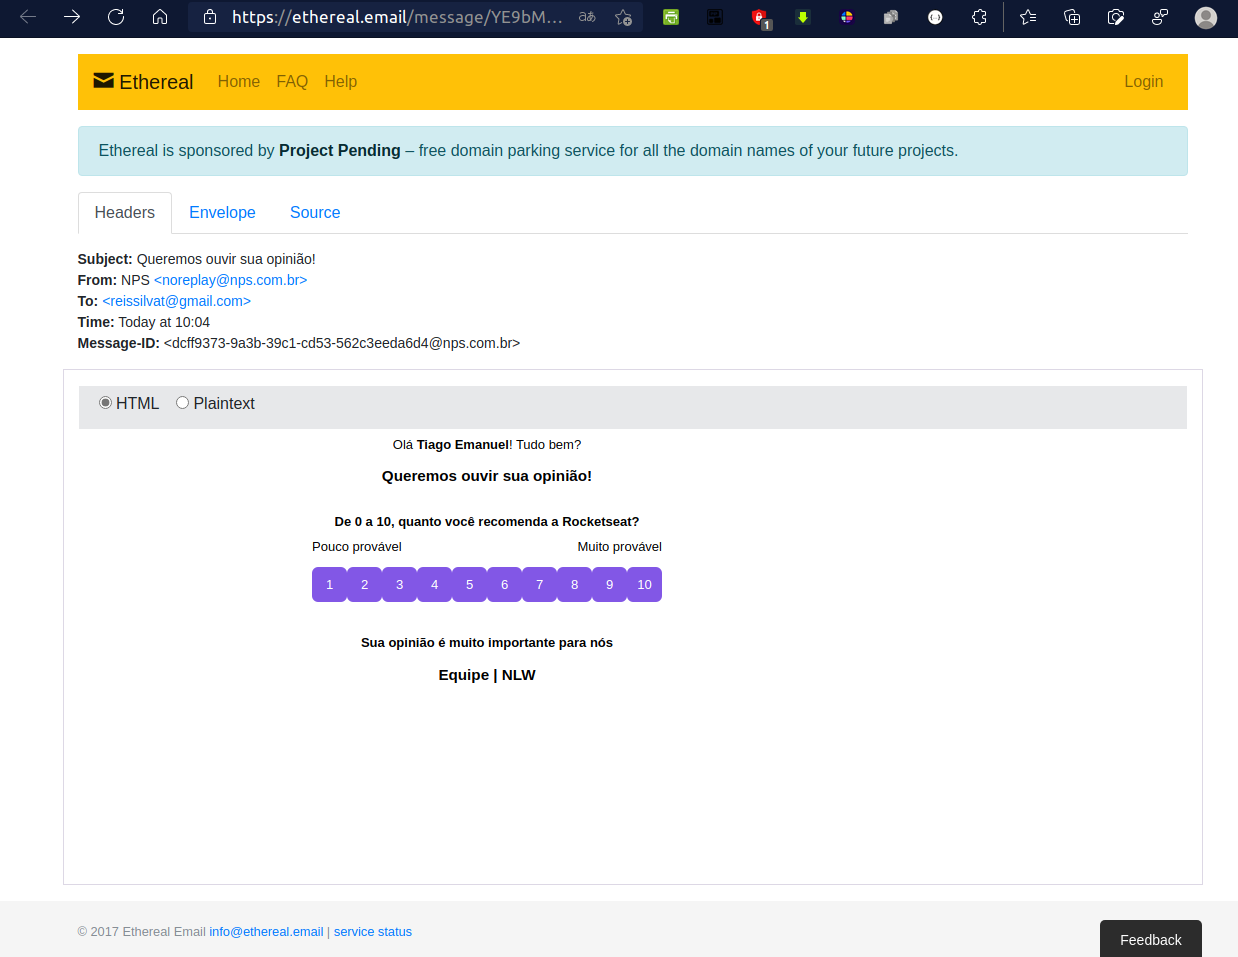 https://ethereal.email/message/YE9bM...
1
Ethereal Home FAQ Help Login
Ethereal is sponsored by Project Pending – free domain parking service for all the domain names of your future projects.
Headers Envelope Source
Subject: Queremos ouvir sua opinião!
From: NPS <noreplay@nps.com.br>
To: <reissilvat@gmail.com>
Time: Today at 10:04
Message-ID: <dcff9373-9a3b-39c1-cd53-562c3eeda6d4@nps.com.br>
HTML Plaintext
Olá Tiago Emanuel! Tudo bem?
Queremos ouvir sua opinião!
De 0 a 10, quanto você recomenda a Rocketseat?
Pouco provável Muito provável
1 2 3 4 5 6 7 8 9 10
Sua opinião é muito importante para nós
Equipe | NLW
© 2017 Ethereal Email info@ethereal.email | service status
Feedback